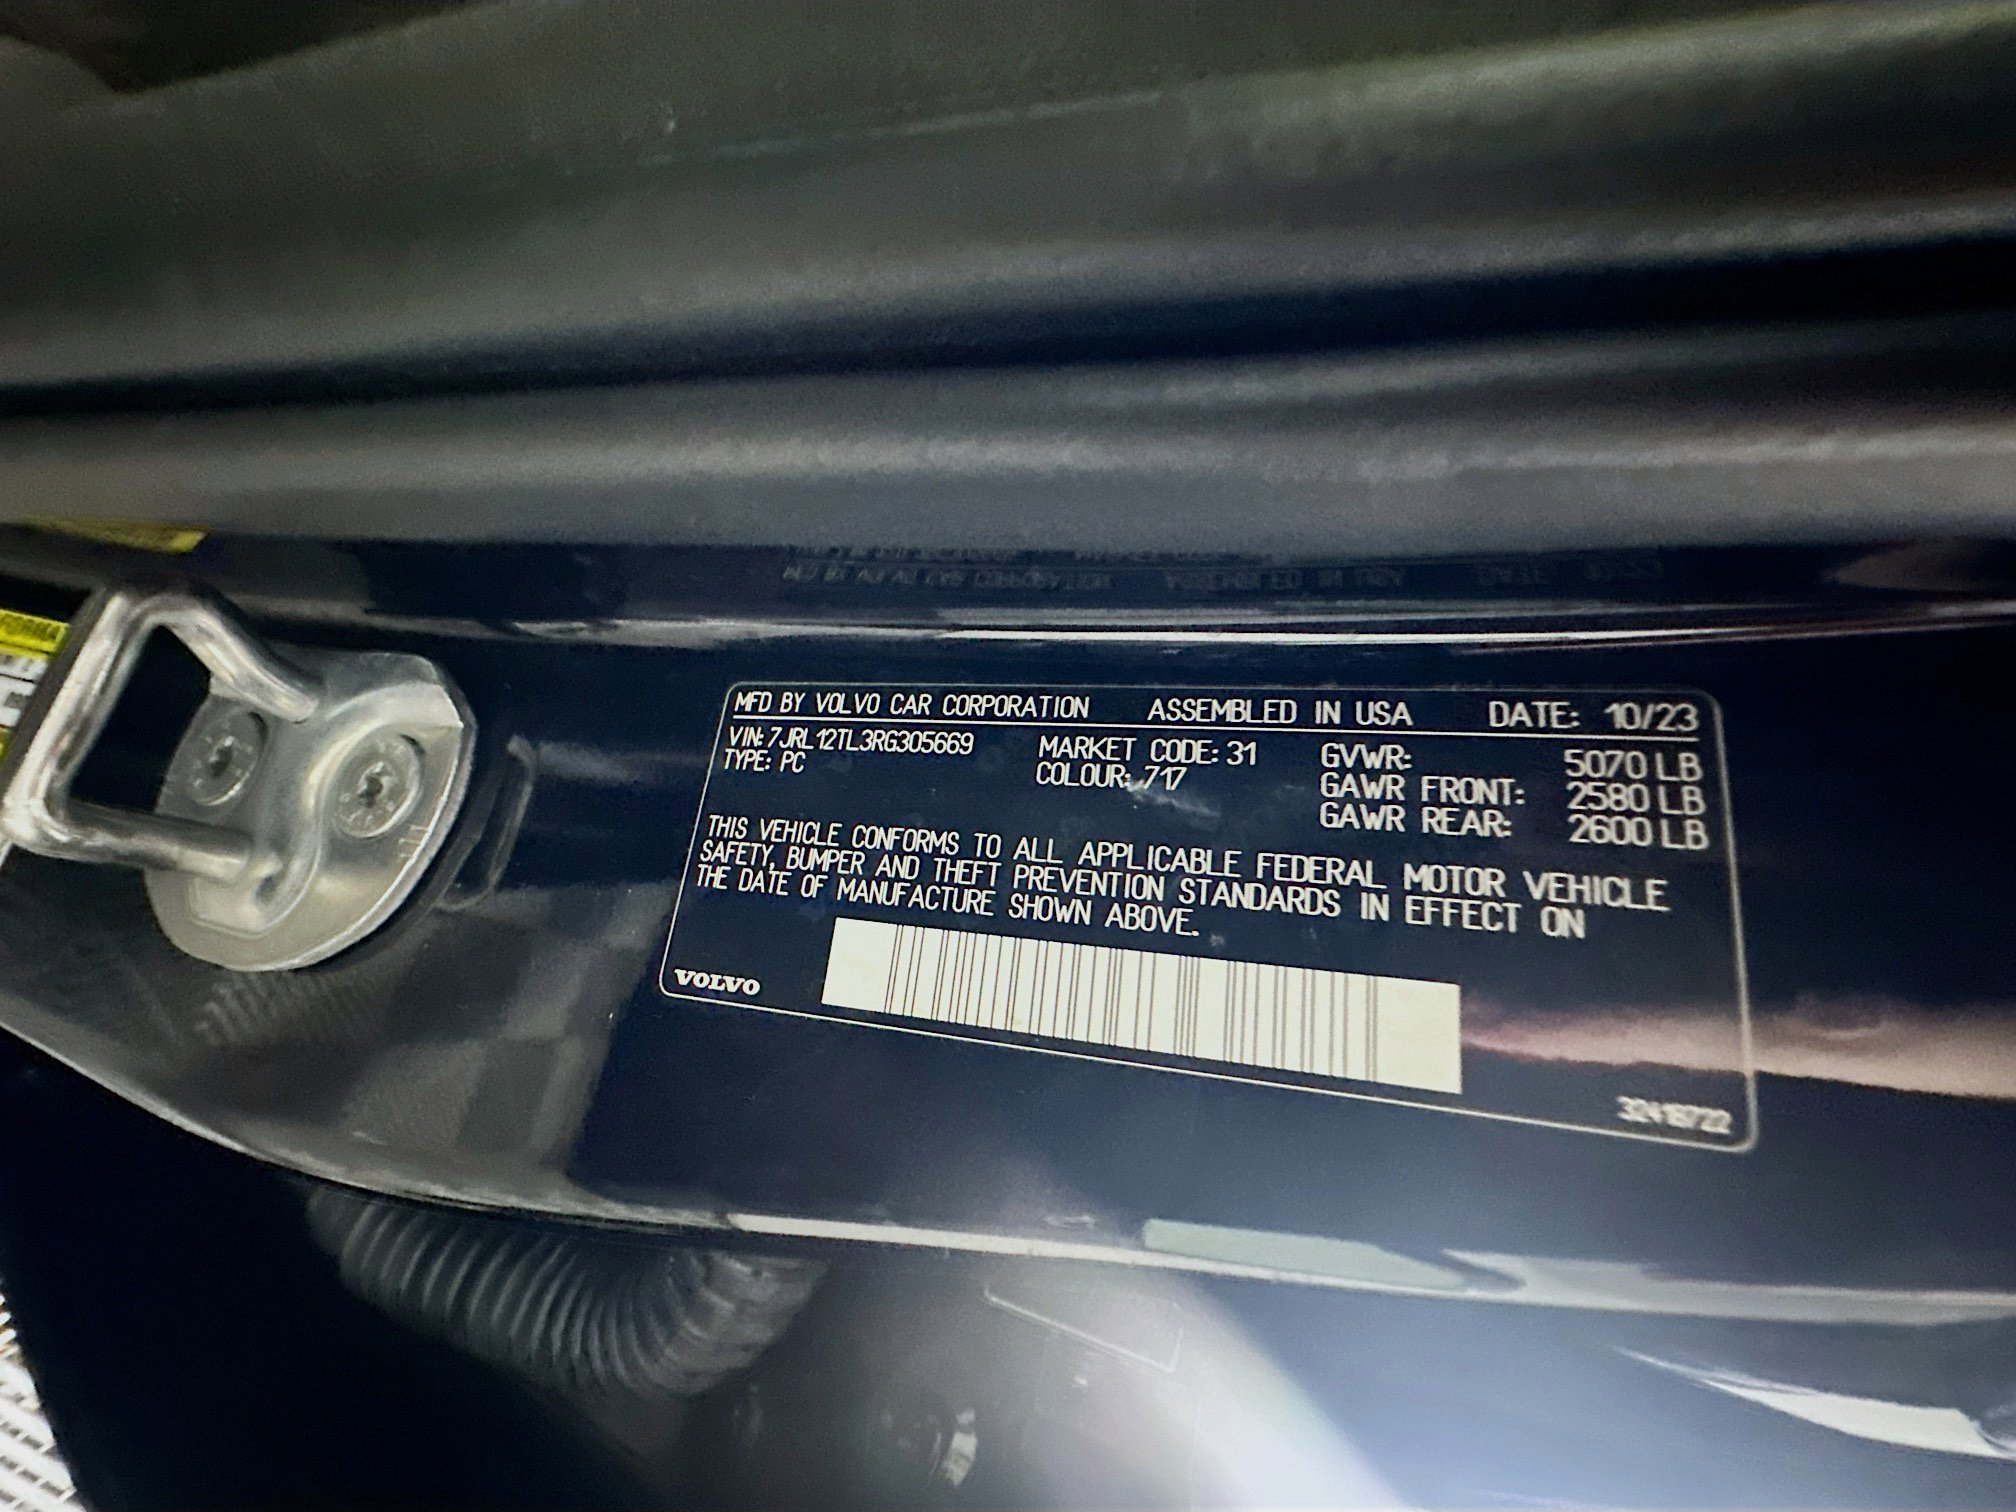 MFD BY VOLVO CAR CORPORATION ASSEMBLED IN USA DATE: 10/23
VIN: 7JRL12TL3RG305669 MARKET CODE: 31 GVWR: 5070 LB
TYPE: PC COLOUR: 717 GAWR FRONT: 2580 LB
GAWR REAR: 2600 LB
THIS VEHICLE CONFORMS TO ALL APPLICABLE FEDERAL MOTOR VEHICLE
SAFETY, BUMPER AND THEFT PREVENTION STANDARDS IN EFFECT ON
THE DATE OF MANUFACTURE SHOWN ABOVE.
VOLVO